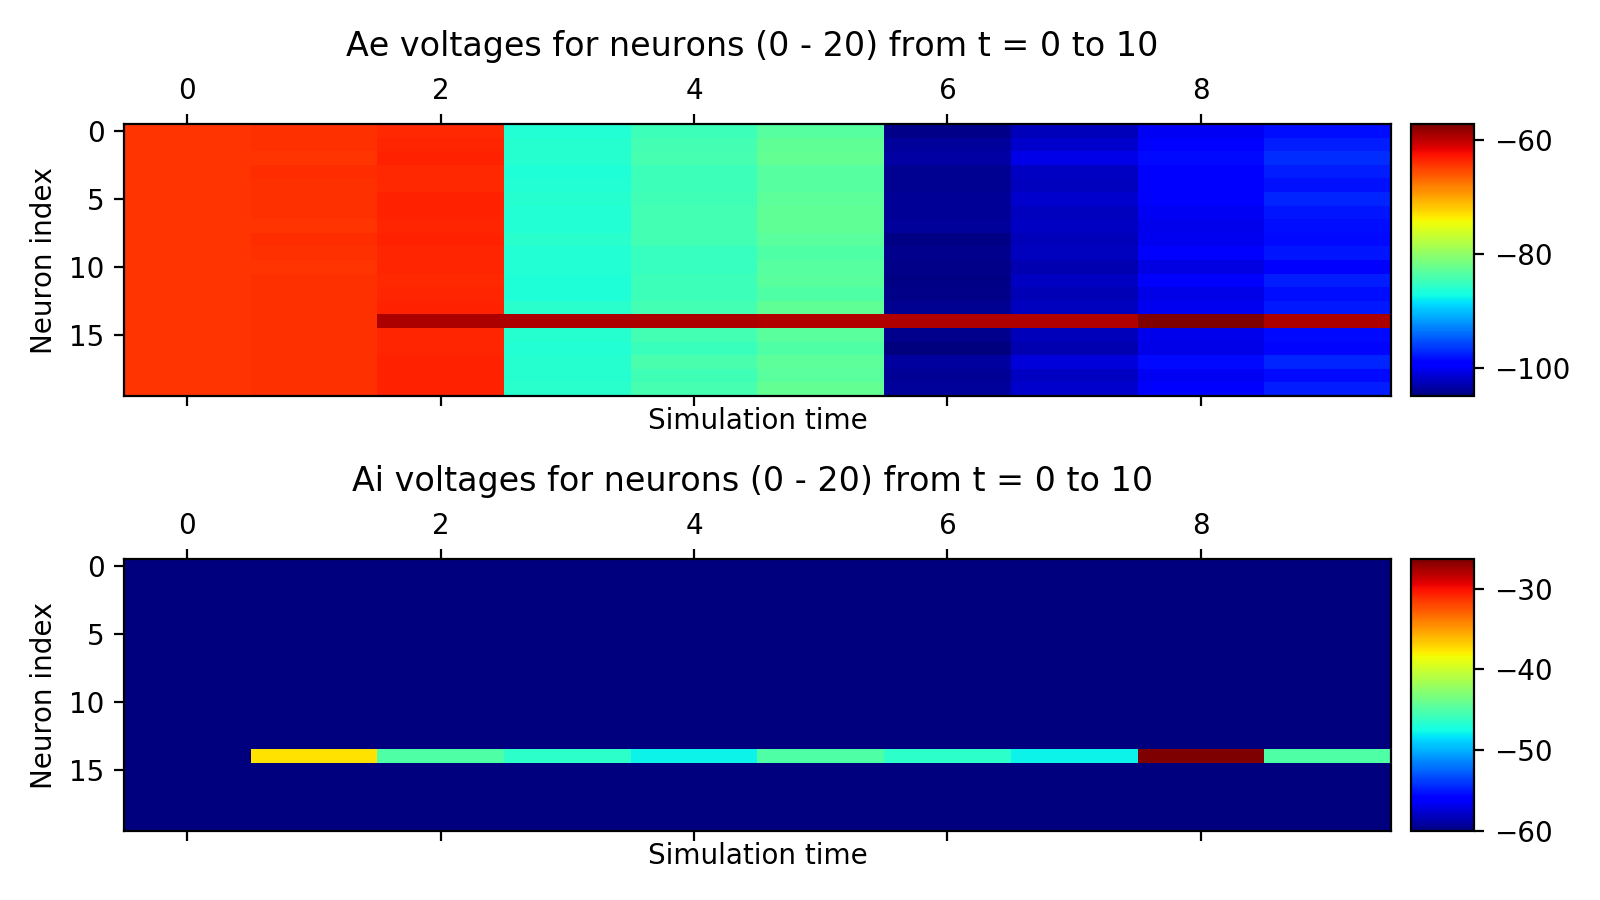 Ae voltages for neurons (0 - 20) from t = 0 to 10
0 2 4 6 8
Neuron index
0
5
10
15
Simulation time
−60
−80
−100
Ai voltages for neurons (0 - 20) from t = 0 to 10
0 2 4 6 8
Neuron index
0
5
10
15
Simulation time
−30
−40
−50
−60